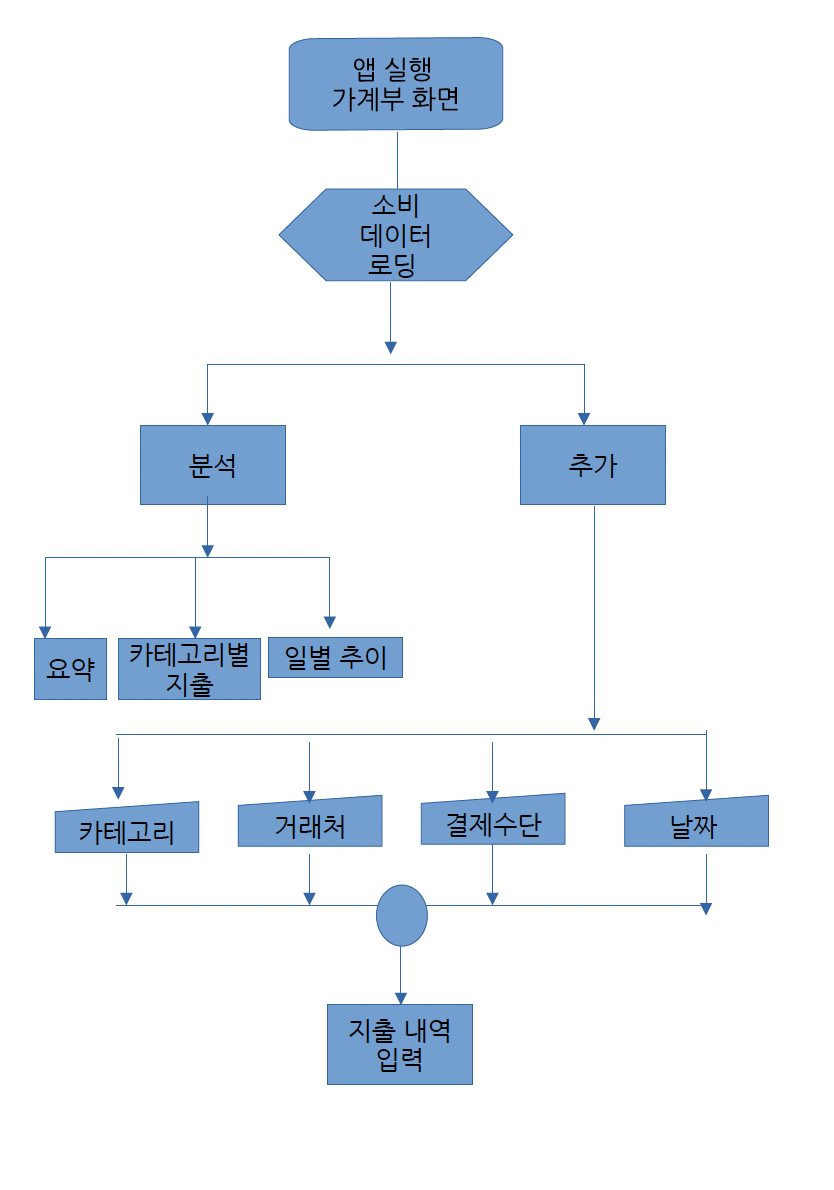 앱 실행
가계부 화면
소비
데이터
로딩
분석
추가
요약
카테고리별
지출
일별 추이
카테고리
거래처
결제수단
날짜
지출 내역
입력